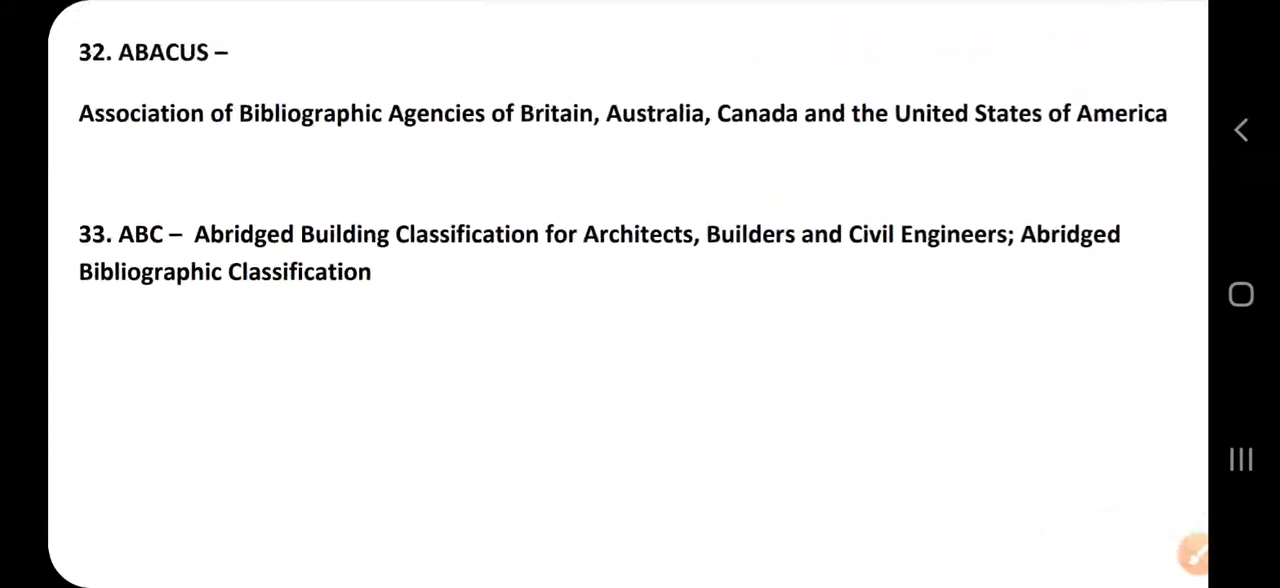 32. ABACUS –
Association of Bibliographic Agencies of Britain, Australia, Canada and the United States of America
33. ABC – Abridged Building Classification for Architects, Builders and Civil Engineers; Abridged
Bibliographic Classification